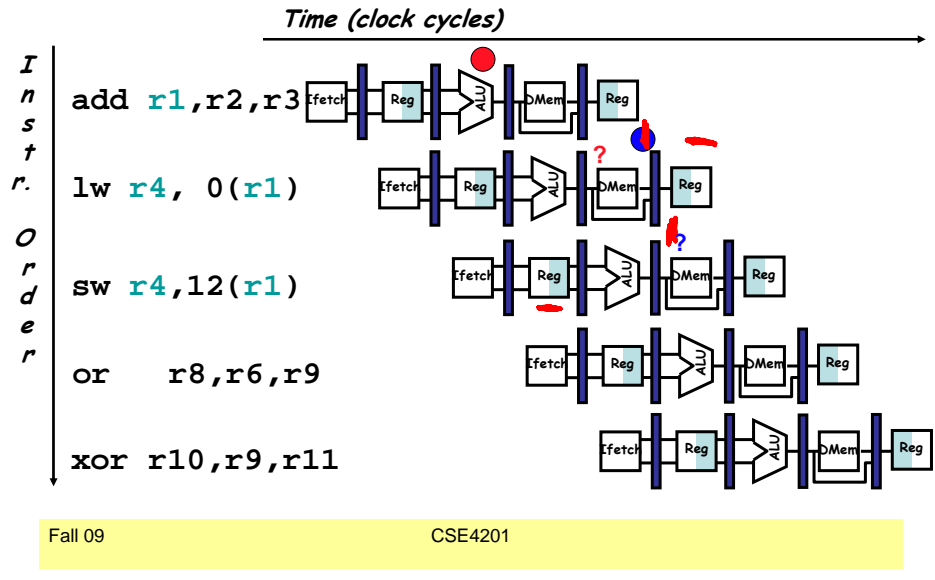 Time (clock cycles)
Instr. Order
add r1,r2,r3
Ifetch Reg ALU DMem Reg
lw r4, 0(r1)
Ifetch Reg ALU ? DMem Reg
sw r4,12(r1)
Ifetch Reg ALU ? DMem Reg
or r8,r6,r9
Ifetch Reg ALU DMem Reg
xor r10,r9,r11
Ifetch Reg ALU DMem Reg
Fall 09 CSE4201